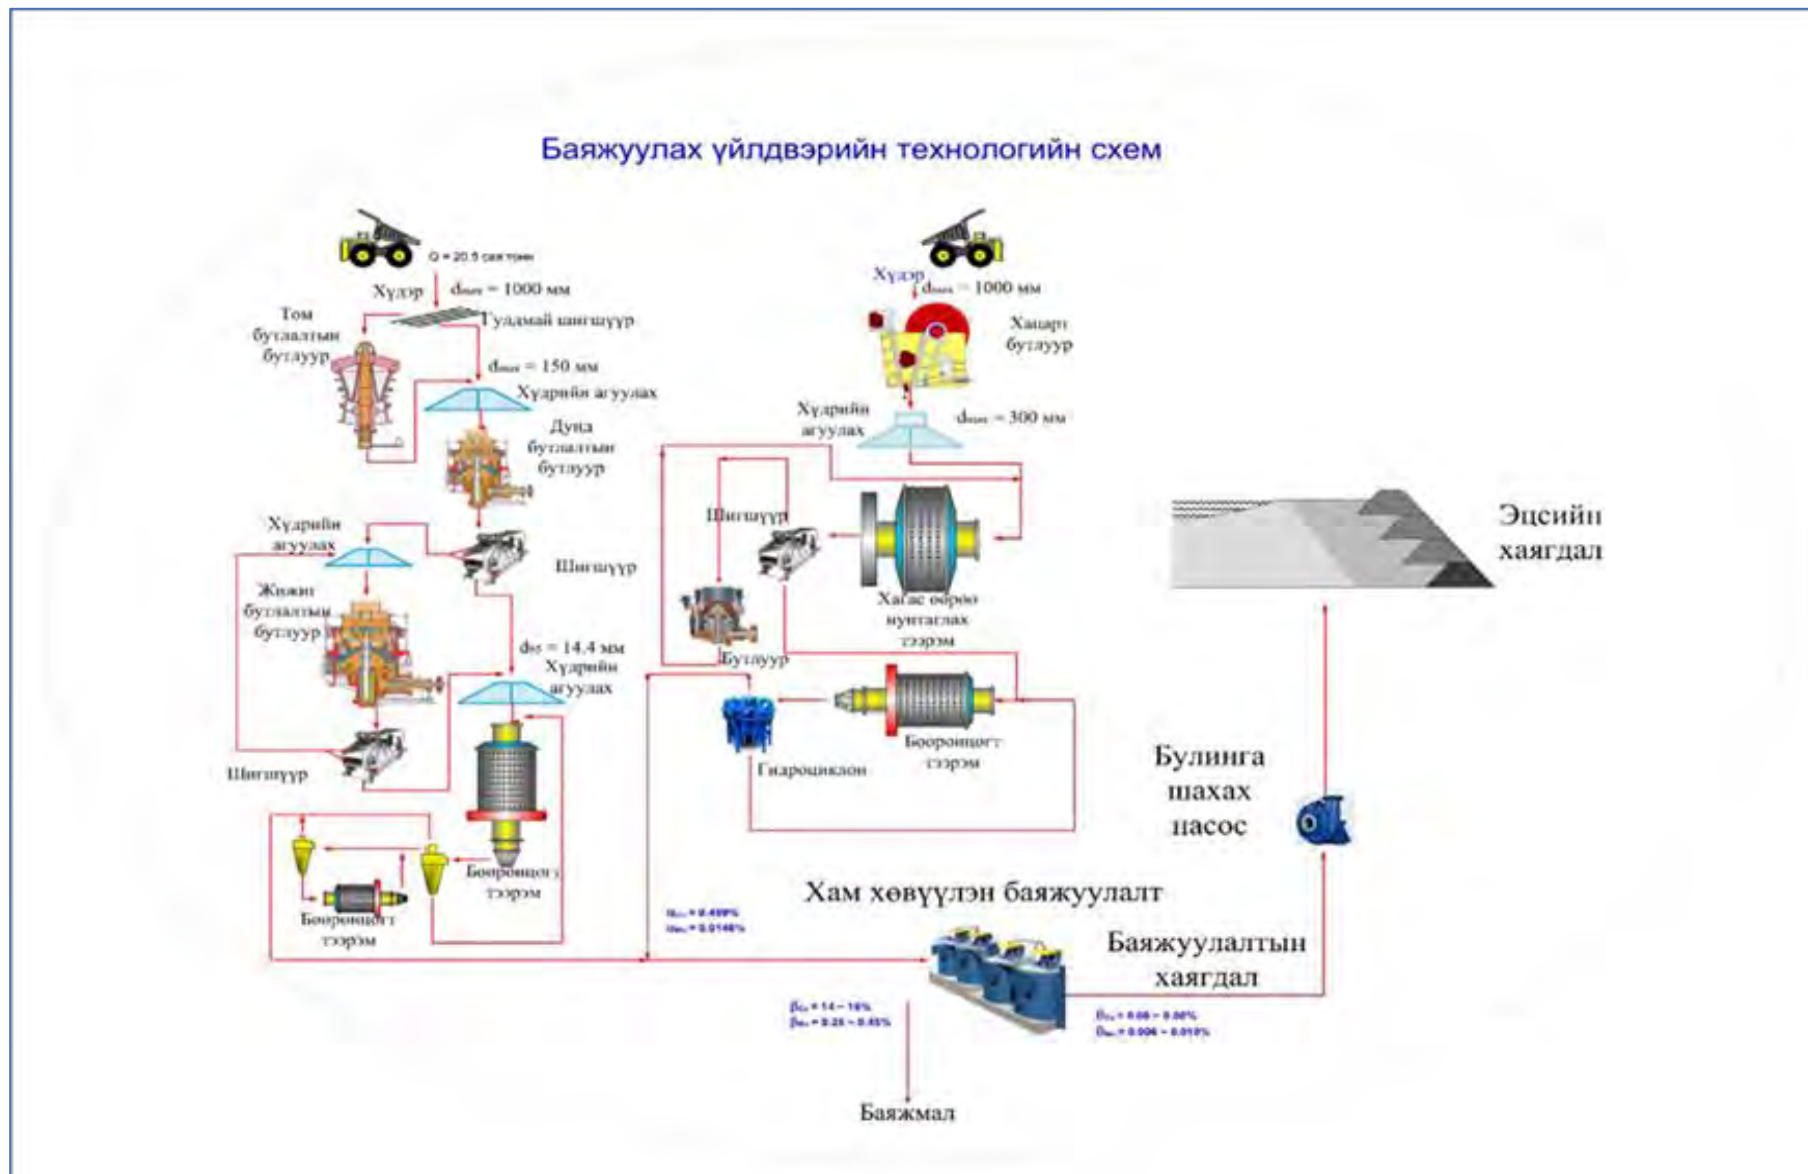 Баяжуулах үйлдвэрийн технологийн схем
Q = 20.5 сая тонн
Хүдэр
dmax = 1000 мм
Гулдмай шигшүүр
Том
бутлалтын
бутлуур
dmax = 150 мм
Хүдрийн агуулах
Дунд
бутлалтын
бутлуур
Хүдрийн
агуулах
Шигшүүр
Жижиг
бутлалтын
бутлуур
d95 = 14.4 мм
Хүдрийн
агуулах
Шигшүүр
Бөөрөнцөгт
тээрэм
Бөөрөнцөгт
тээрэм
Хүдэр
dmax = 1000 мм
Хацарт
бутлуур
Хүдрийн
агуулах
dmax = 300 мм
Шигшүүр
Хагас өөрөө
нунтаглах
тээрэм
Бутлуур
Бөөрөнцөгт
тээрэм
Гидроциклон
Эцсийн
хаягдал
Булинга
шахах
насос
Хам хөвүүлэн баяжуулалт
Баяжуулалтын
хаягдал
Баяжмал